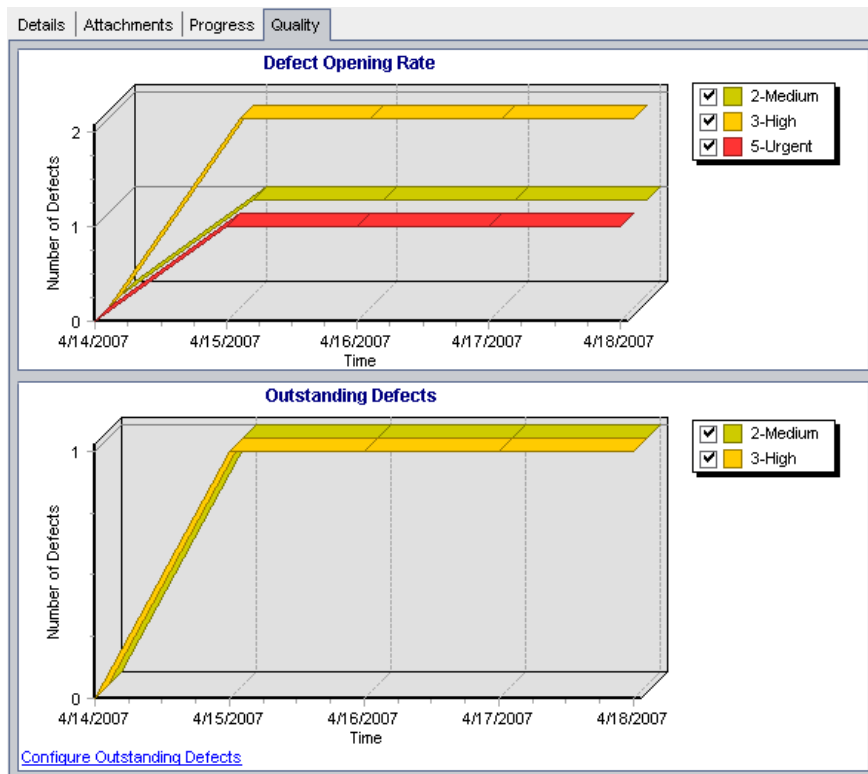 Details Attachments Progress Quality
Defect Opening Rate
2-Medium
3-High
5-Urgent
Number of Defects
2
1
0
4/14/2007 4/15/2007 4/16/2007 4/17/2007 4/18/2007
Time
Outstanding Defects
2-Medium
3-High
Number of Defects
1
0
4/14/2007 4/15/2007 4/16/2007 4/17/2007 4/18/2007
Time
Configure Outstanding Defects